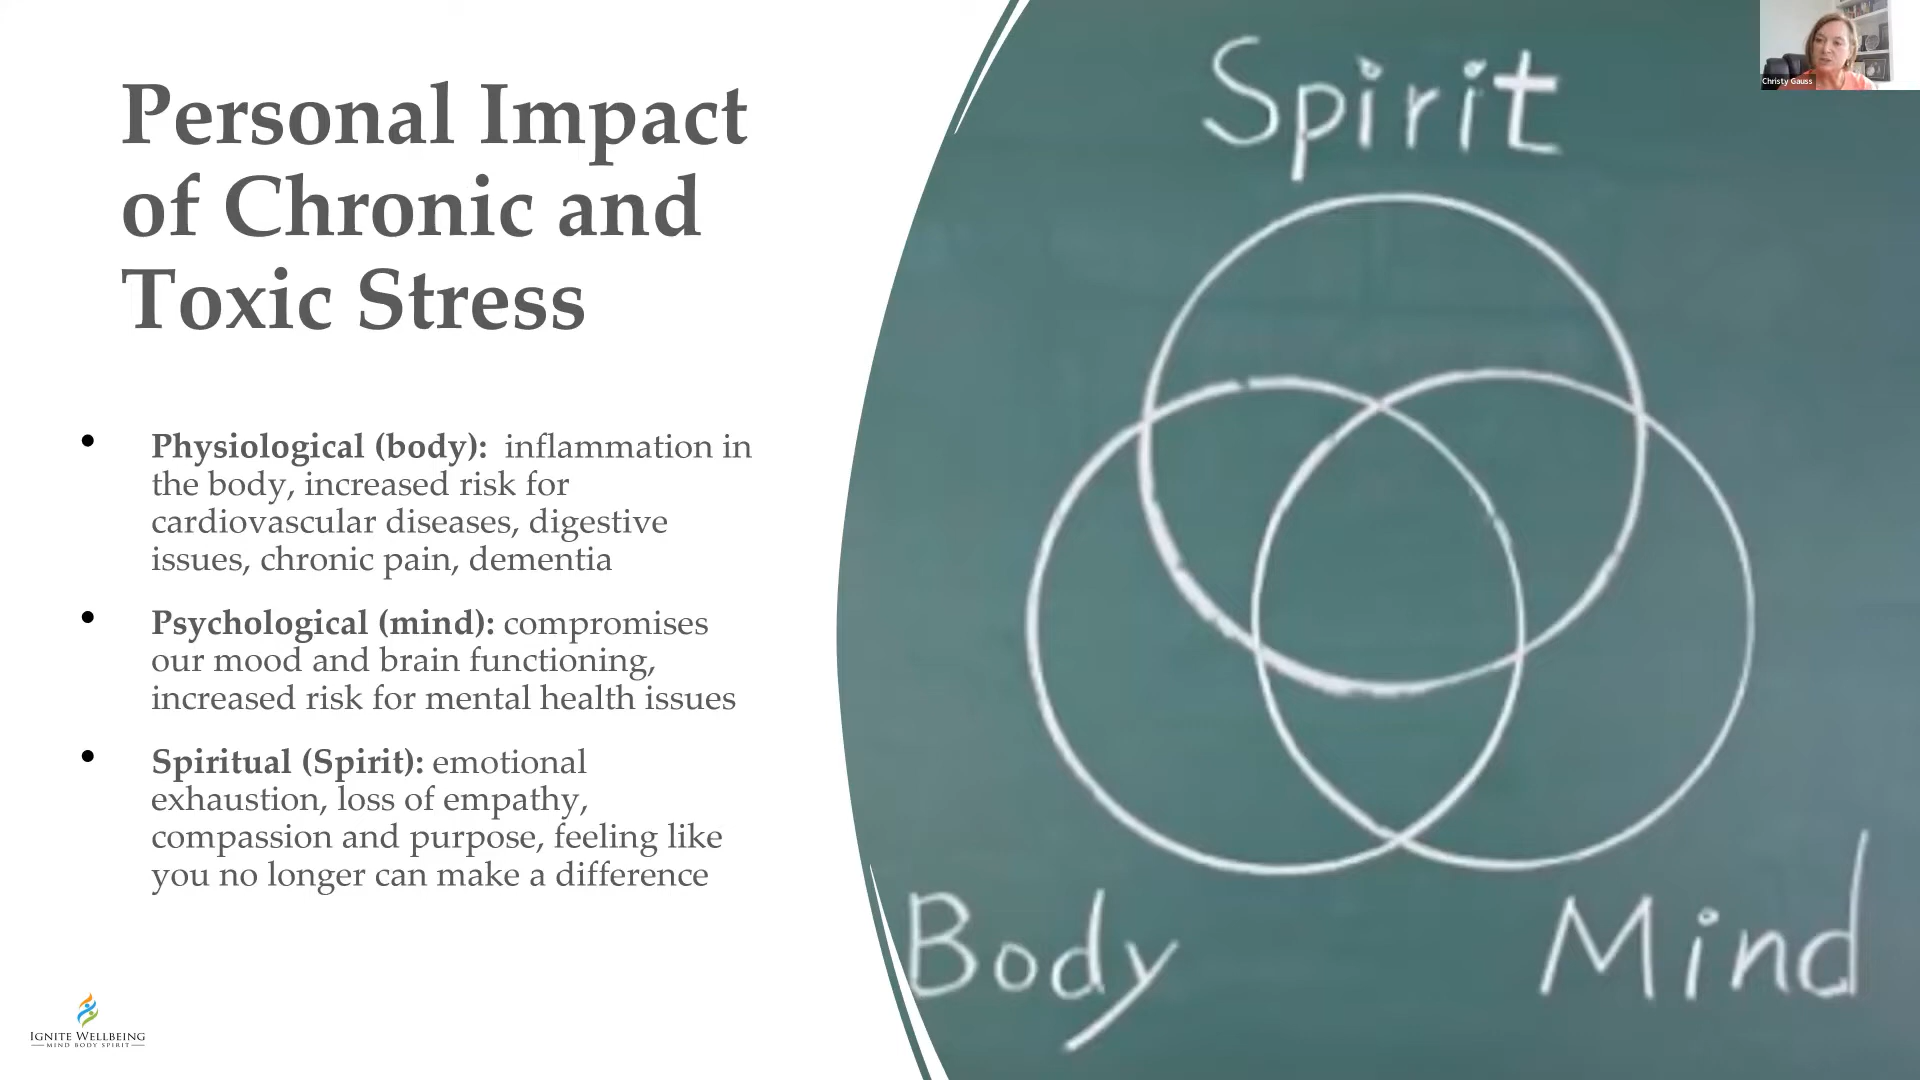 Personal Impact
of Chronic and
Toxic Stress
• Physiological (body):  inflammation in
the body, increased risk for
cardiovascular diseases, digestive
issues, chronic pain, dementia
• Psychological (mind): compromises
our mood and brain functioning,
increased risk for mental health issues
• Spiritual (Spirit): emotional
exhaustion, loss of empathy,
compassion and purpose, feeling like
you no longer can make a difference
IGNITE WELLBEING
MIND BODY SPIRIT
Spirit
Body
Mind
Christy Gauss